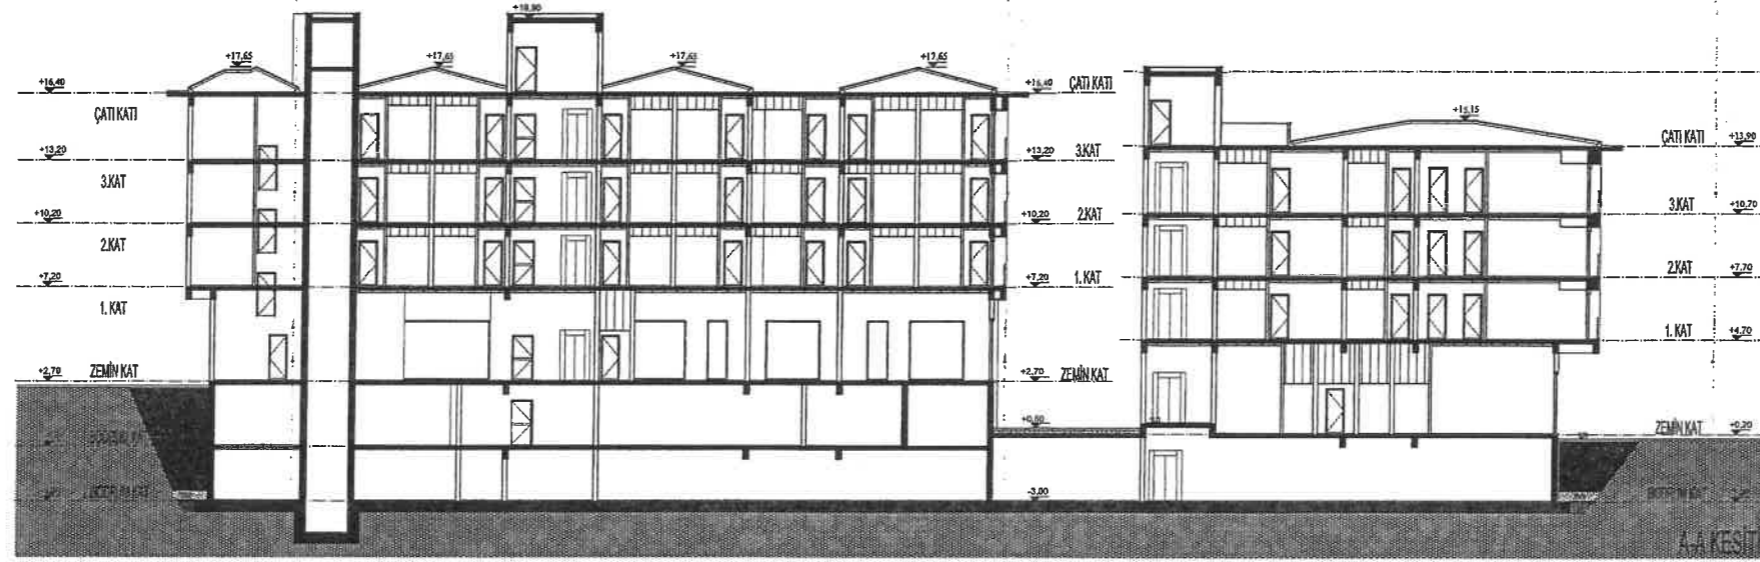 +18,90
+17,65
+17,65
+17,65
+17,65
+16,40
ÇATI KATI
+13,20
3.KAT
+10,20
2.KAT
+7,20
1. KAT
+2,70
ZEMİN KAT
+16,40
ÇATI KATI
+13,20
3.KAT
+10,20
2.KAT
+7,20
1. KAT
+2,70
ZEMİN KAT
+0,50
-3,00
+15,15
ÇATI KATI
+13,90
3.KAT
+10,70
2.KAT
+7,70
1. KAT
+4,70
ZEMİN KAT
+0,20
BODRUM KAT
A-A KESİTİ